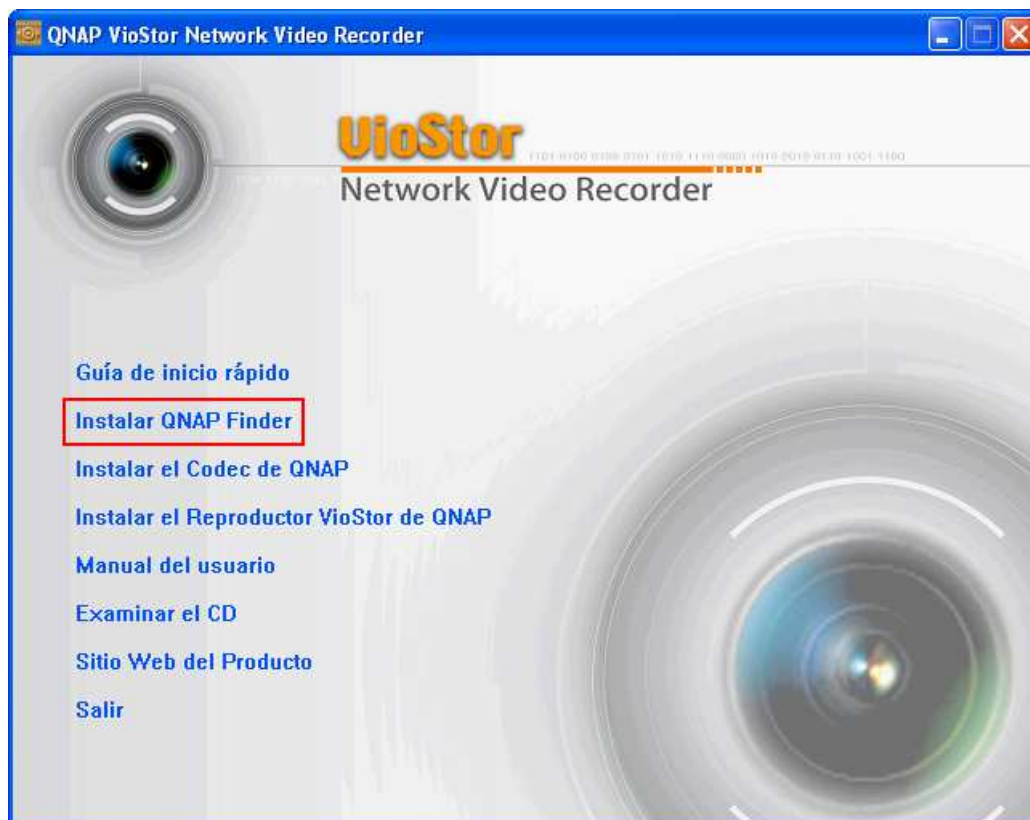 QNAP VioStor Network Video Recorder
VioStor
Network Video Recorder
Guía de inicio rápido
Instalar QNAP Finder
Instalar el Codec de QNAP
Instalar el Reproductor VioStor de QNAP
Manual del usuario
Examinar el CD
Sitio Web del Producto
Salir